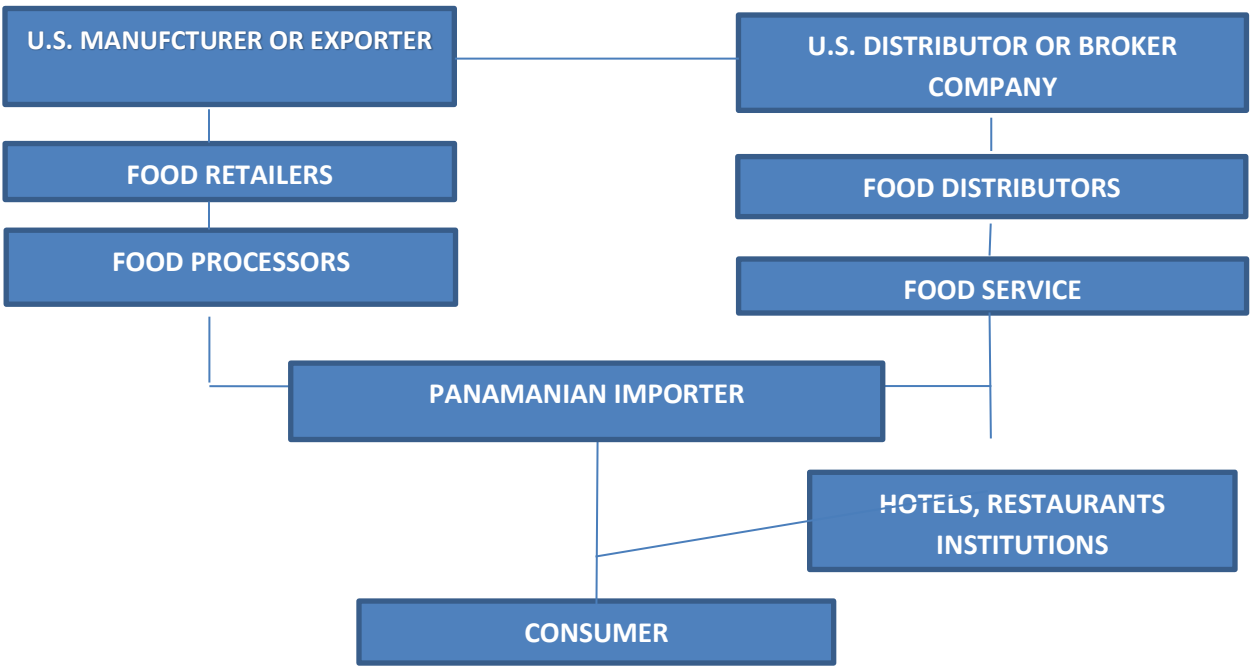 U.S. MANUFCTURER OR EXPORTER
U.S. DISTRIBUTOR OR BROKER
COMPANY
FOOD RETAILERS
FOOD DISTRIBUTORS
FOOD PROCESSORS
FOOD SERVICE
PANAMANIAN IMPORTER
HOTELS, RESTAURANTS
INSTITUTIONS
CONSUMER